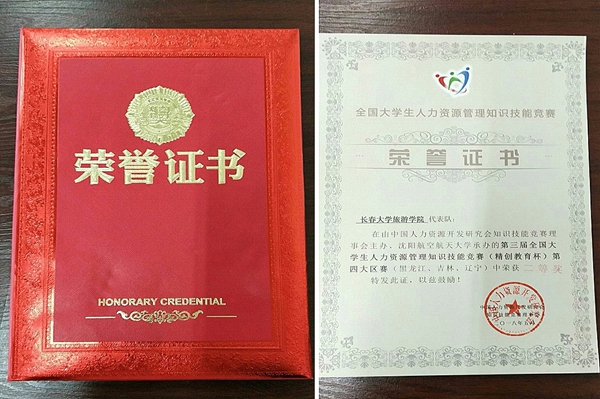 荣誉证书
HONORARY CREDENTIAL
全国大学生人力资源管理知识技能竞赛
荣誉证书
长春大学旅游学院 代表队:
在由中国人力资源开发研究会知识技能竞赛理
事会主办、沈阳航空航天大学承办的第三届全国大
学生人力资源管理知识技能竞赛(精创教育杯)第
四大区赛(黑龙江、吉林、辽宁)中荣获 二等奖
特发此证,以兹鼓励!